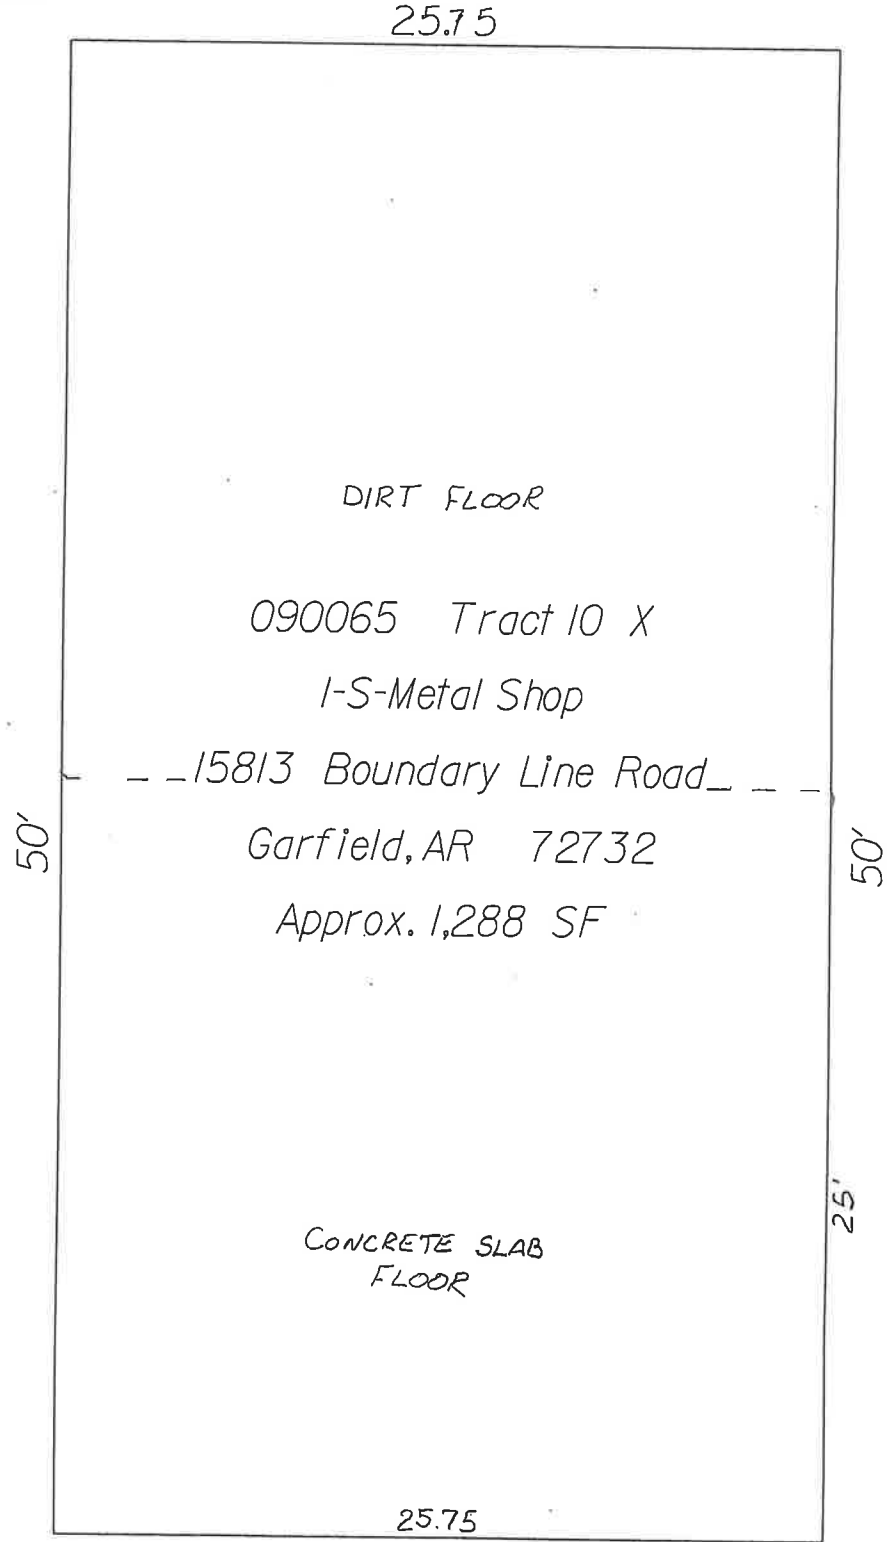 25.75
DIRT FLOOR
090065 Tract 10 X
1-S-Metal Shop
15813 Boundary Line Road
50'
50'
Garfield, AR 72732
Approx. 1,288 SF
25'
CONCRETE SLAB
FLOOR
25.75